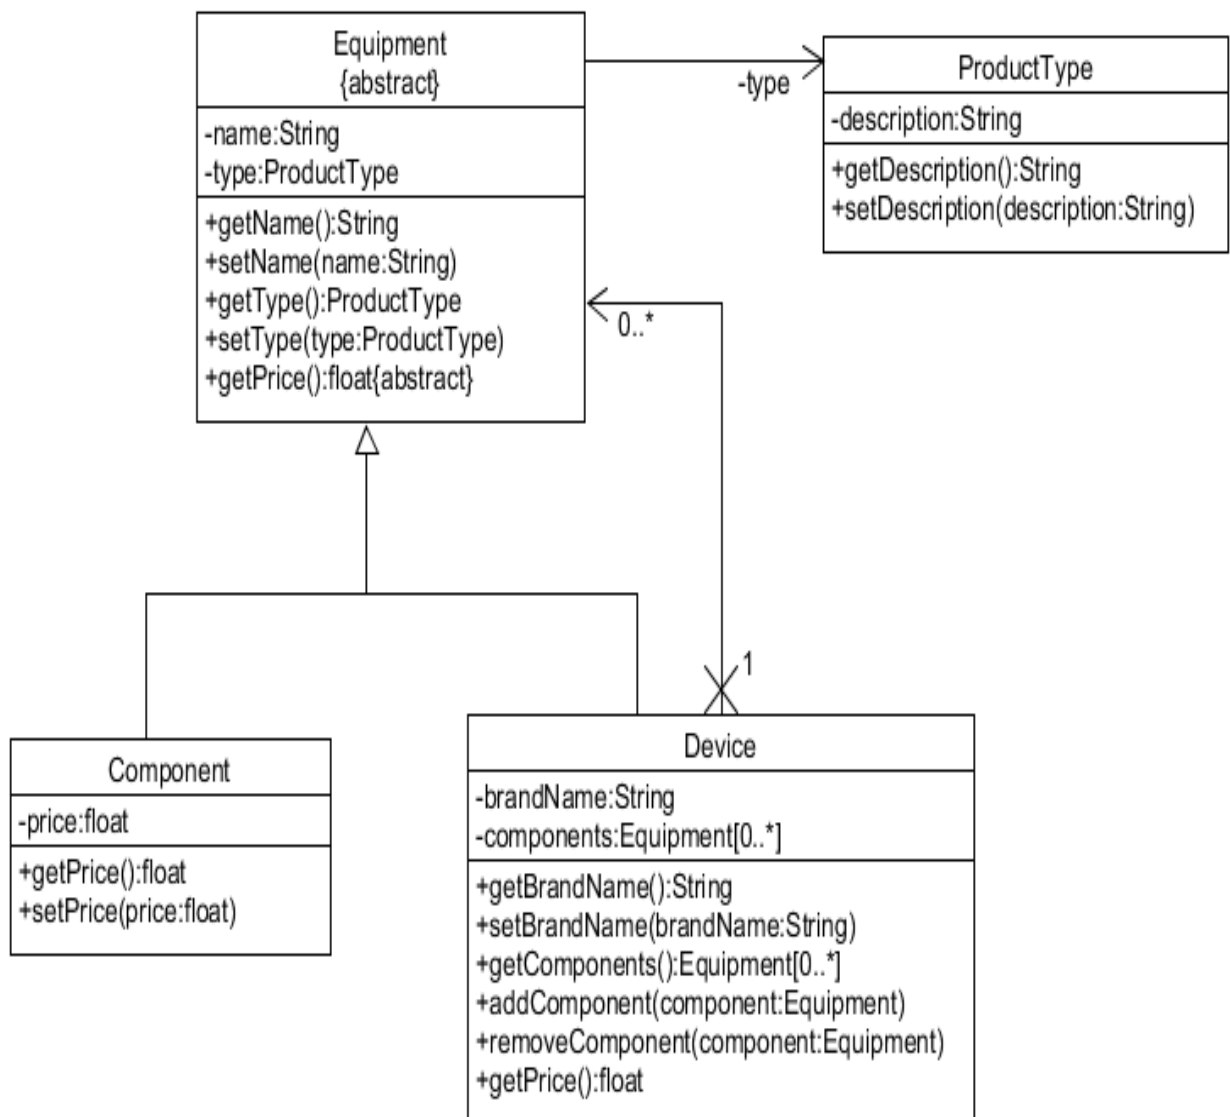 Equipment
{abstract}
-name:String
-type:ProductType
+getName():String
+setName(name:String)
+getType():ProductType
+setType(type:ProductType)
+getPrice():float{abstract}
-type
ProductType
-description:String
+getDescription():String
+setDescription(description:String)
0..*
1
Component
-price:float
+getPrice():float
+setPrice(price:float)
Device
-brandName:String
-components:Equipment[0..*]
+getBrandName():String
+setBrandName(brandName:String)
+getComponents():Equipment[0..*]
+addComponent(component:Equipment)
+removeComponent(component:Equipment)
+getPrice():float